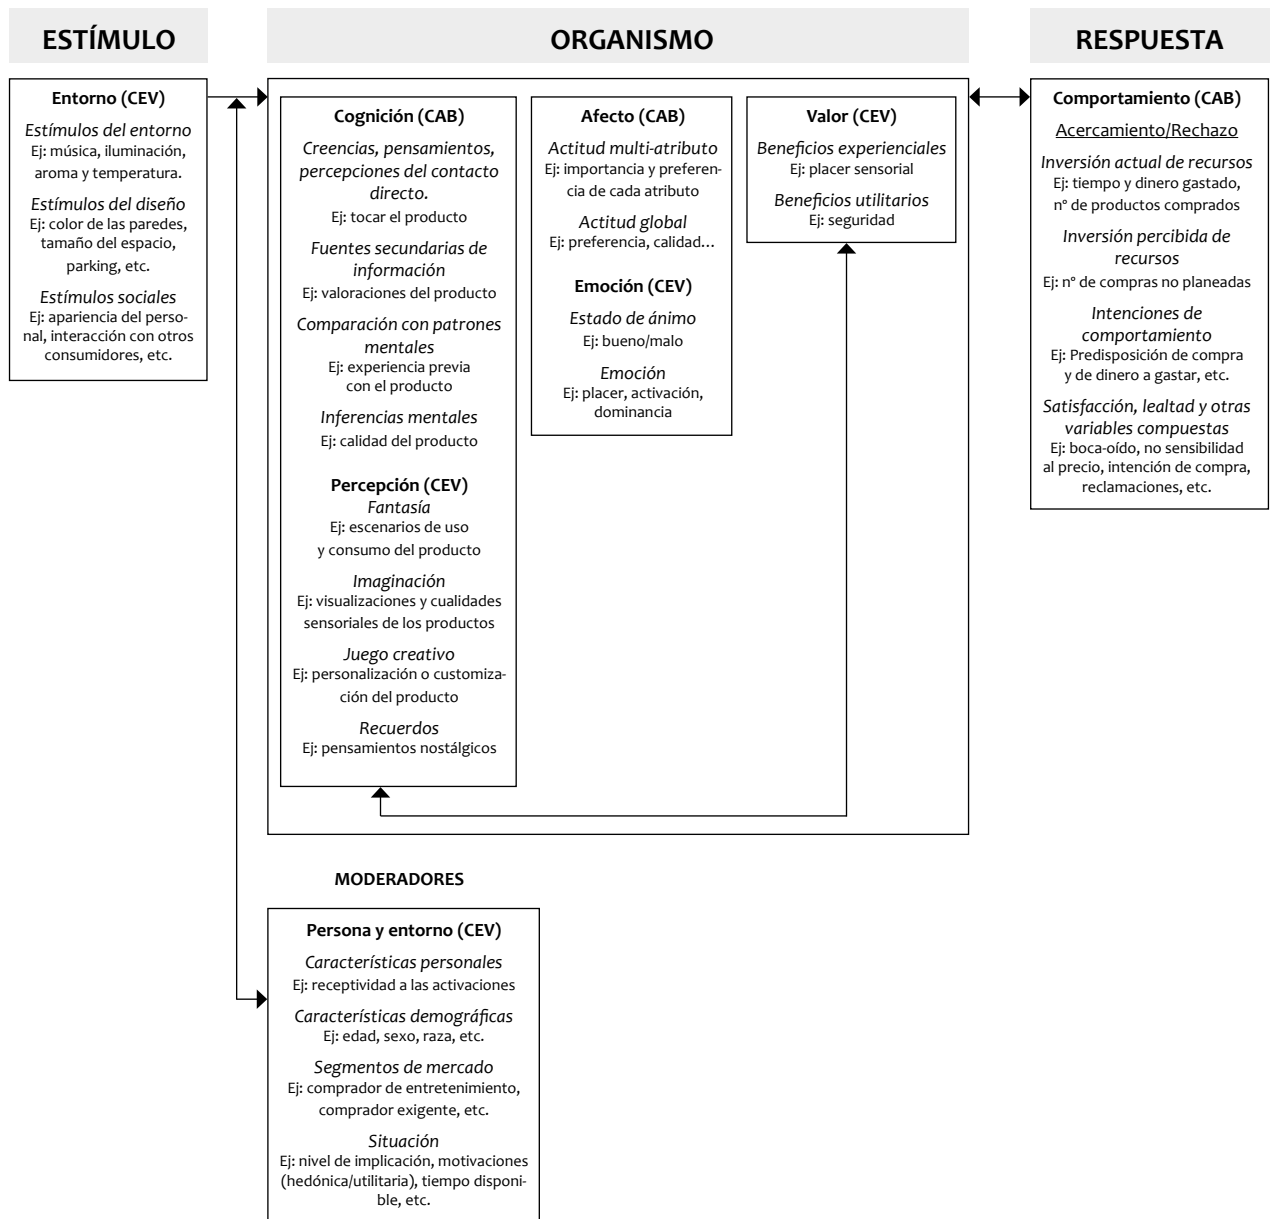 ESTÍMULO
ORGANISMO
RESPUESTA
Entorno (CEV)
Estímulos del entorno
Ej: música, iluminación,
aroma y temperatura.
Estímulos del diseño
Ej: color de las paredes,
tamaño del espacio,
parking, etc.
Estímulos sociales
Ej: apariencia del perso-
nal, interacción con otros
consumidores, etc.
Cognición (CAB)
Creencias, pensamientos,
percepciones del contacto
directo.
Ej: tocar el producto
Fuentes secundarias de
información
Ej: valoraciones del producto
Comparación con patrones
mentales
Ej: experiencia previa
con el producto
Inferencias mentales
Ej: calidad del producto
Percepción (CEV)
Fantasía
Ej: escenarios de uso
y consumo del producto
Imaginación
Ej: visualizaciones y cualidades
sensoriales de los productos
Juego creativo
Ej: personalización o customiza-
ción del producto
Recuerdos
Ej: pensamientos nostálgicos
Afecto (CAB)
Actitud multi-atributo
Ej: importancia y preferen-
cia de cada atributo
Actitud global
Ej: preferencia, calidad...
Emoción (CEV)
Estado de ánimo
Ej: bueno/malo
Emoción
Ej: placer, activación,
dominancia
Valor (CEV)
Beneficios experienciales
Ej: placer sensorial
Beneficios utilitarios
Ej: seguridad
Comportamiento (CAB)
Acercamiento/Rechazo
Inversión actual de recursos
Ej: tiempo y dinero gastado,
n° de productos comprados
Inversión percibida de
recursos
Ej: n° de compras no planeadas
Intenciones de
comportamiento
Ej: Predisposición de compra
y de dinero a gastar, etc.
Satisfacción, lealtad y otras
variables compuestas
Ej: boca-oído, no sensibilidad
al precio, intención de compra,
reclamaciones, etc.
MODERADORES
Persona y entorno (CEV)
Características personales
Ej: receptividad a las activaciones
Características demográficas
Ej: edad, sexo, raza, etc.
Segmentos de mercado
Ej: comprador de entretenimiento,
comprador exigente, etc.
Situación
Ej: nivel de implicación, motivaciones
(hedónica/utilitaria), tiempo disponi-
ble, etc.